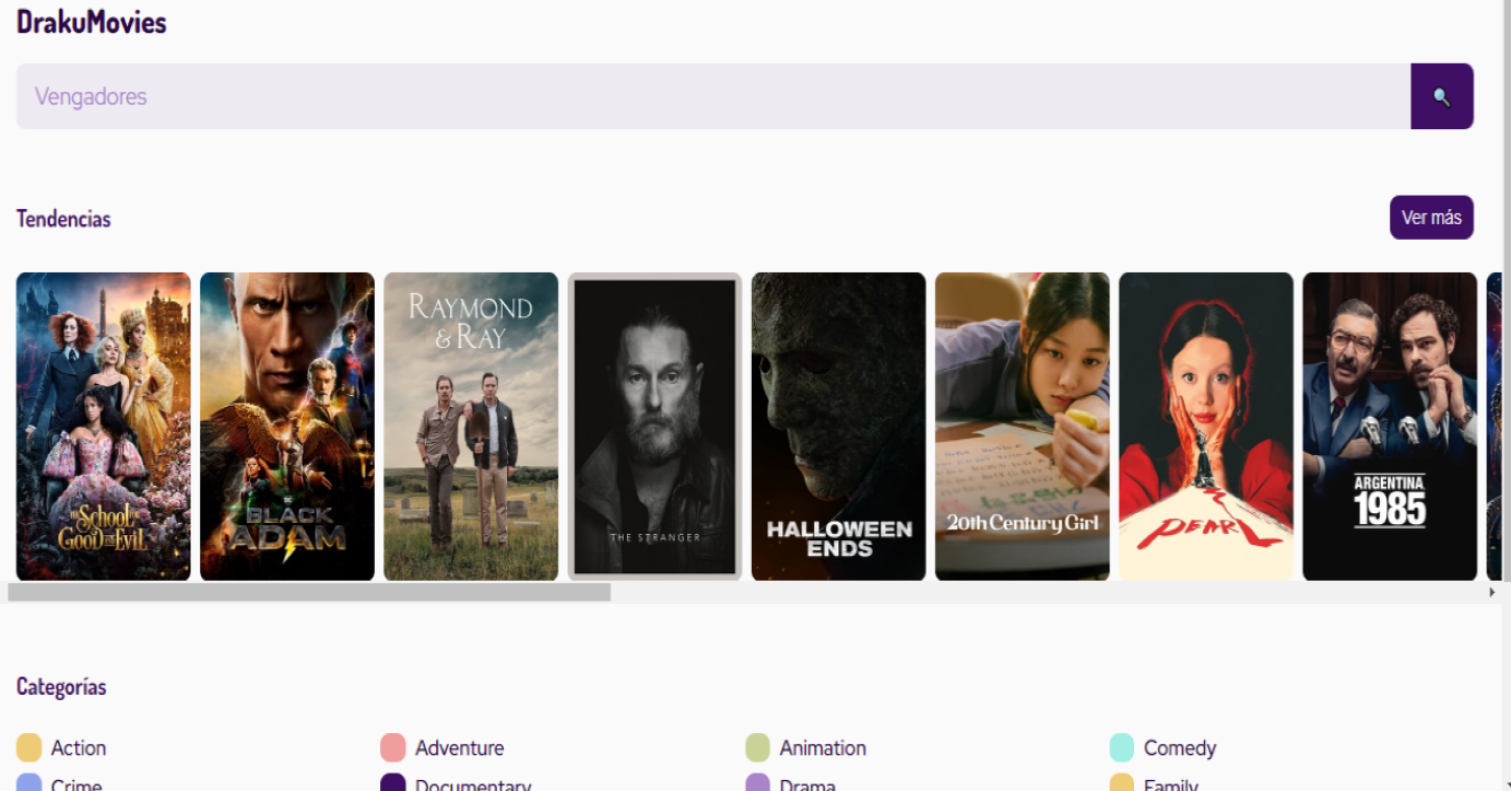 DrakuMovies
Vengadores
Tendencias
Ver más
THE School FOR
GOOD AND EVIL
DC
BLACK
ADAM
RAYMOND
& RAY
THE STRANGER
HALLOWEEN
ENDS
20th Century Girl
PEARL
ARGENTINA,
1985
Categorías
Action
Adventure
Animation
Comedy
Crime
Documentary
Drama
Family